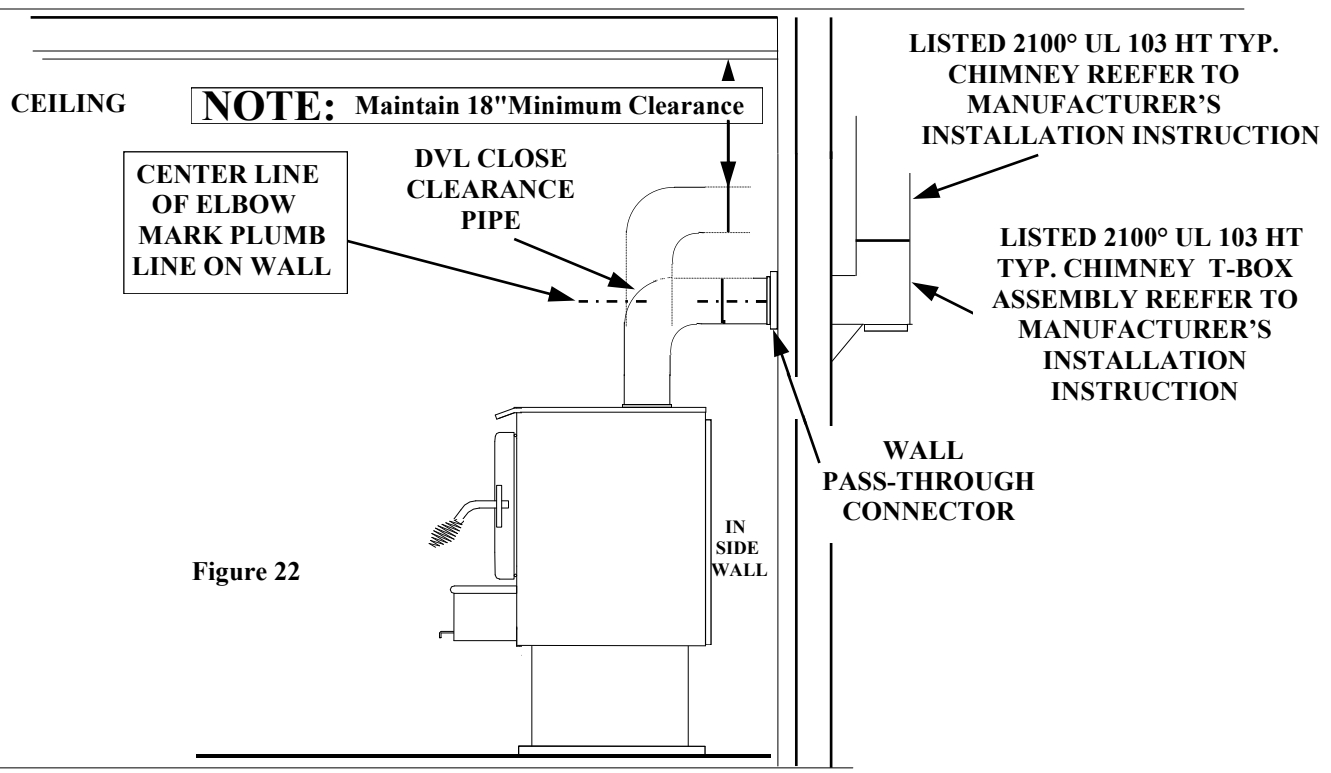 LISTED 2100° UL 103 HT TYP.
CHIMNEY REEFER TO
MANUFACTURER'S
INSTALLATION INSTRUCTION
CEILING
NOTE: Maintain 18"Minimum Clearance
CENTER LINE
OF ELBOW
MARK PLUMB
LINE ON WALL
DVL CLOSE
CLEARANCE
PIPE
LISTED 2100° UL 103 HT
TYP. CHIMNEY T-BOX
ASSEMBLY REEFER TO
MANUFACTURER'S
INSTALLATION
INSTRUCTION
WALL
PASS-THROUGH
CONNECTOR
IN
SIDE
WALL
Figure 22